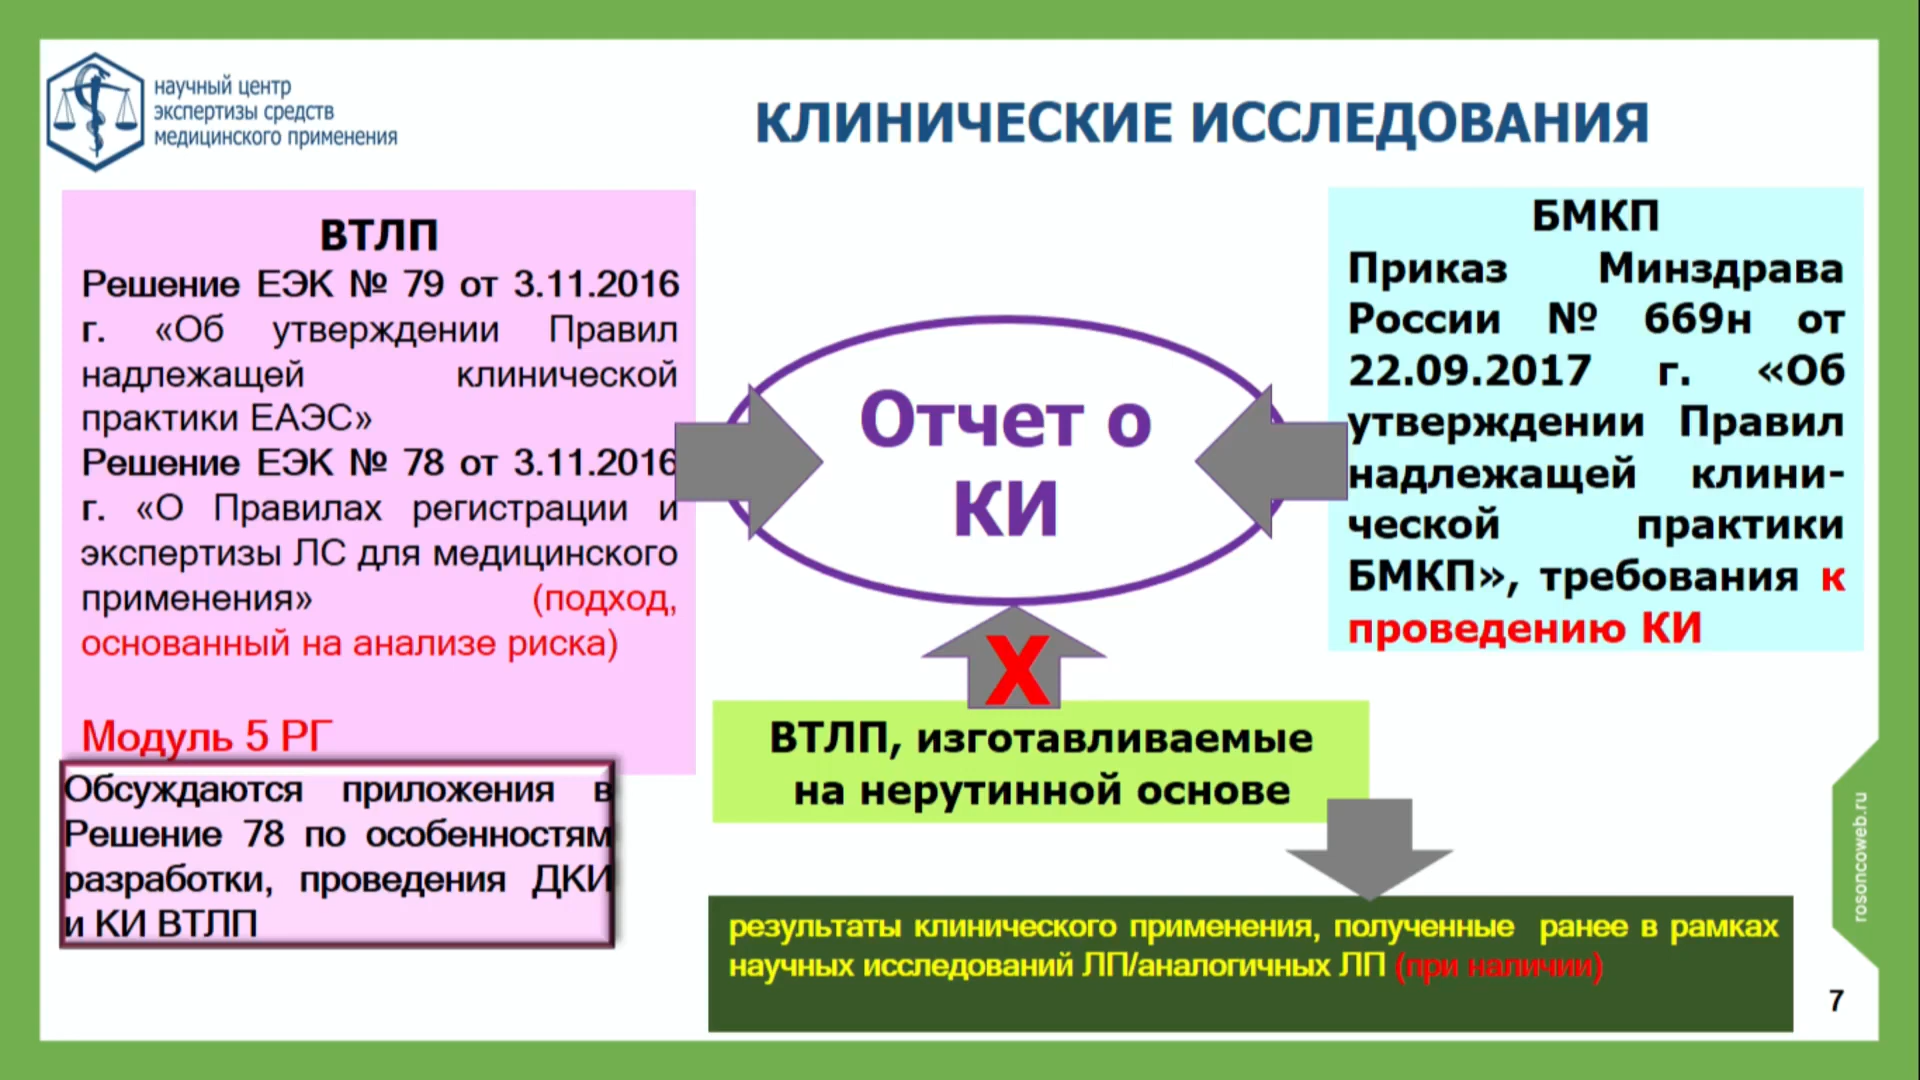 научный центр
экспертизы средств
медицинского применения
КЛИНИЧЕСКИЕ ИССЛЕДОВАНИЯ
ВТЛП
Решение ЕЭК № 79 от 3.11.2016
г. «Об утверждении Правил
надлежащей клинической
практики ЕАЭС»
Решение ЕЭК № 78 от 3.11.2016
г. «О Правилах регистрации и
экспертизы ЛС для медицинского
применения» (подход,
основанный на анализе риска)
Модуль 5 РГ
Обсуждаются приложения в
Решение 78 по особенностям
разработки, проведения ДКИ
и КИ ВТЛП
Отчет о
КИ
X
ВТЛП, изготавливаемые
на нерутинной основе
результаты клинического применения, полученные ранее в рамках
научных исследований ЛП/аналогичных ЛП (при наличии)
БМКП
Приказ Минздрава
России № 669н от
22.09.2017 г. «Об
утверждении Правил
надлежащей клини-
ческой практики
БМКП», требования к
проведению КИ
rosoncoweb.ru
7